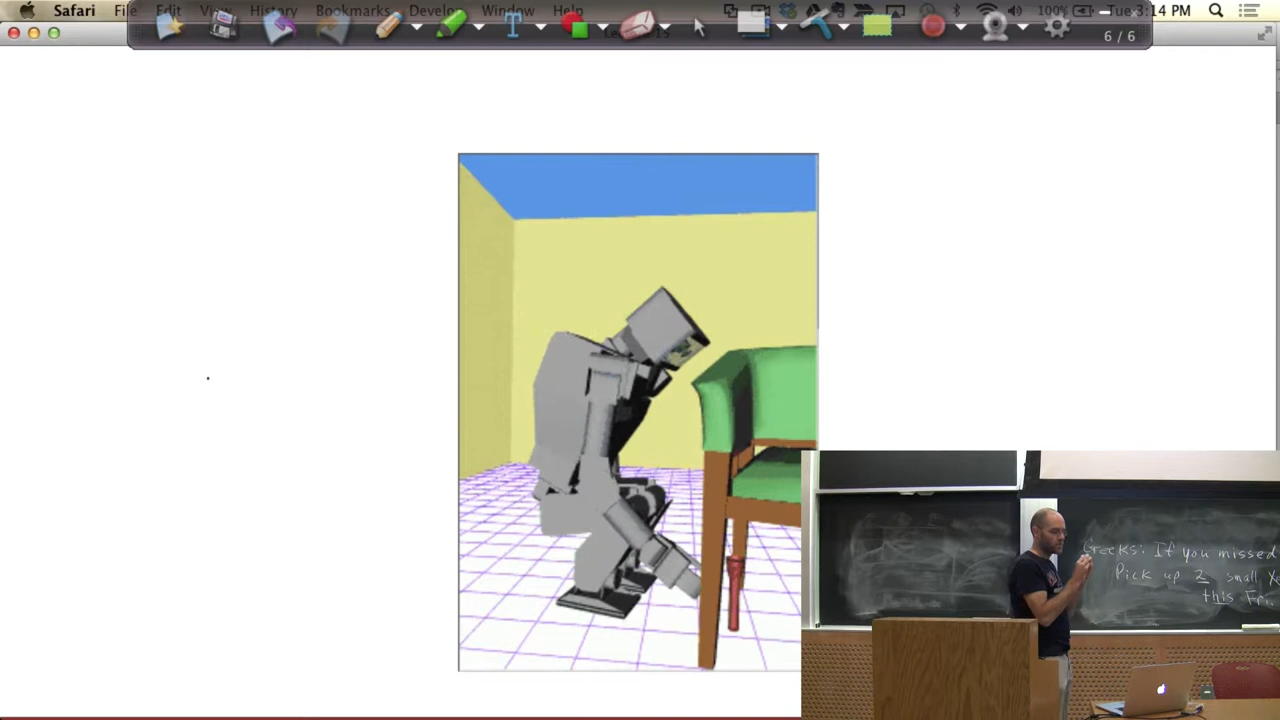 Safari File Edit View History Bookmarks Develop Window Help 100% Tue 3:14 PM
6 / 6
Greeks: If you missed
Pick up 2 small
this Fri.